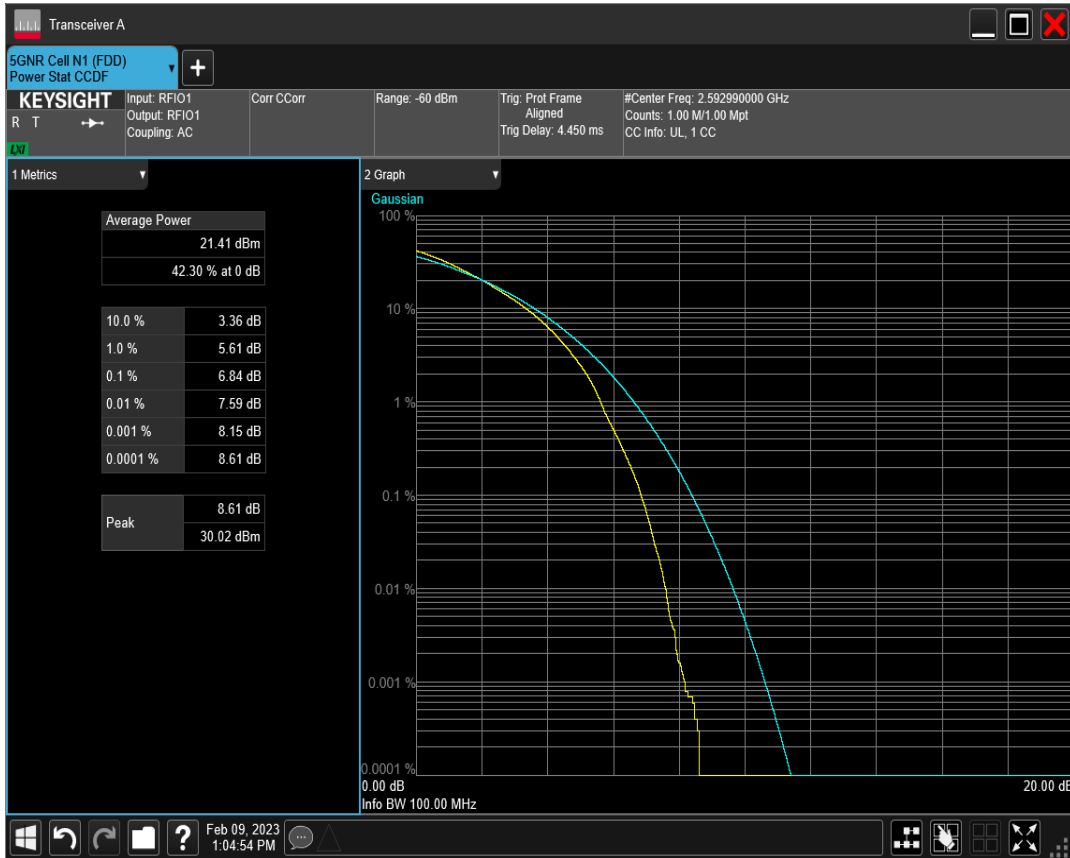 Transceiver A
5GNR Cell N1 (FDD)
Power Stat CCDF
KEYSIGHT
R T
LXI
Input: RFIO1
Output: RFIO1
Coupling: AC
Corr CCorr
Range: -60 dBm
Trig: Prot Frame
Aligned
Trig Delay: 4.450 ms
#Center Freq: 2.592990000 GHz
Counts: 1.00 M/1.00 Mpt
CC Info: UL, 1 CC
1 Metrics
Average Power
21.41 dBm
42.30 % at 0 dB
10.0 % 3.36 dB
1.0 % 5.61 dB
0.1 % 6.84 dB
0.01 % 7.59 dB
0.001 % 8.15 dB
0.0001 % 8.61 dB
Peak
8.61 dB
30.02 dBm
2 Graph
Gaussian
100 %
10 %
1 %
0.1 %
0.01 %
0.001 %
0.0001 %
0.00 dB 20.00 dB
Info BW 100.00 MHz
?
Feb 09, 2023
1:04:54 PM